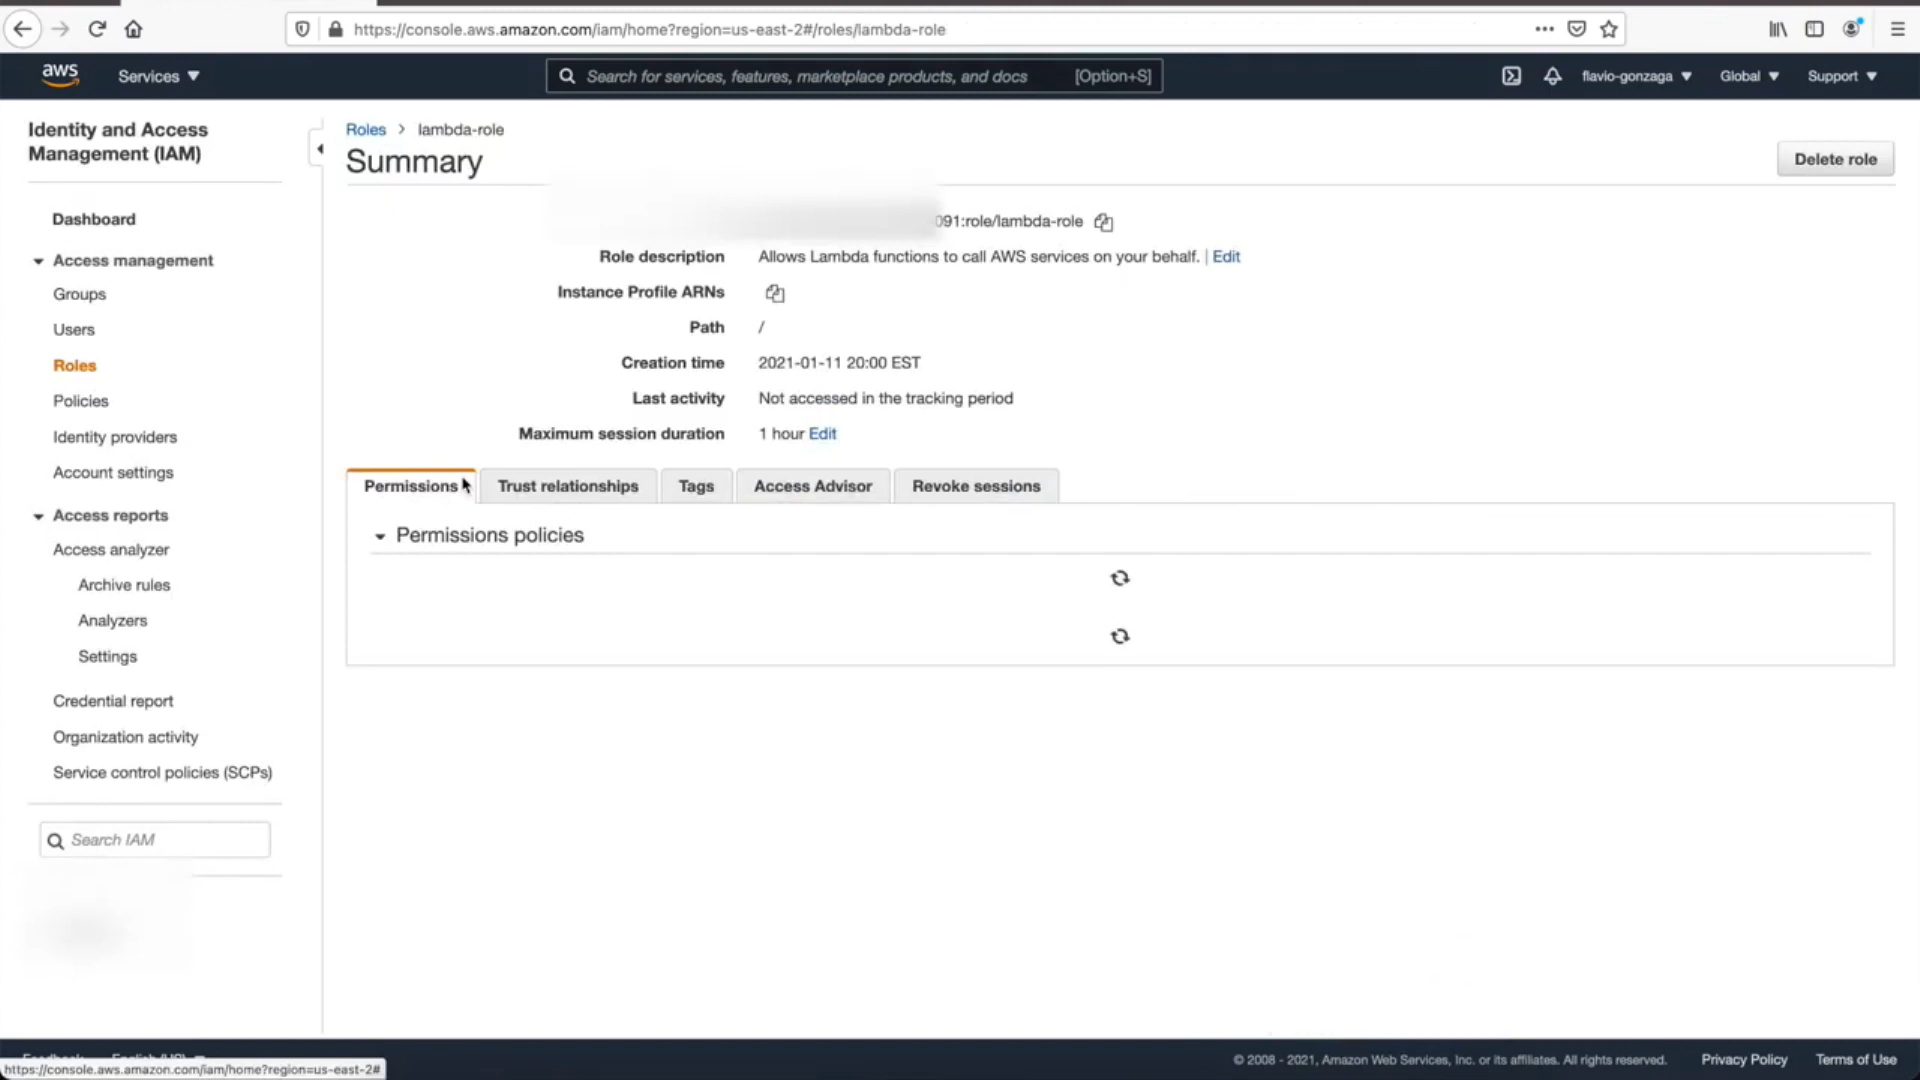 https://console.aws.amazon.com/iam/home?region=us-east-2#/roles/lambda-role
aws
Services
Search for services, features, marketplace products, and docs [Option+S]
flavio-gonzaga
Global
Support
Identity and Access
Management (IAM)
Dashboard
Access management
Groups
Users
Roles
Policies
Identity providers
Account settings
Access reports
Access analyzer
Archive rules
Analyzers
Settings
Credential report
Organization activity
Service control policies (SCPs)
Search IAM
Roles > lambda-role
Summary
Delete role
091:role/lambda-role
Role description Allows Lambda functions to call AWS services on your behalf. | Edit
Instance Profile ARNs
Path /
Creation time 2021-01-11 20:00 EST
Last activity Not accessed in the tracking period
Maximum session duration 1 hour Edit
Permissions Trust relationships Tags Access Advisor Revoke sessions
Permissions policies
© 2008 - 2021, Amazon Web Services, Inc. or its affiliates. All rights reserved. Privacy Policy Terms of Use
https://console.aws.amazon.com/iam/home?region=us-east-2#